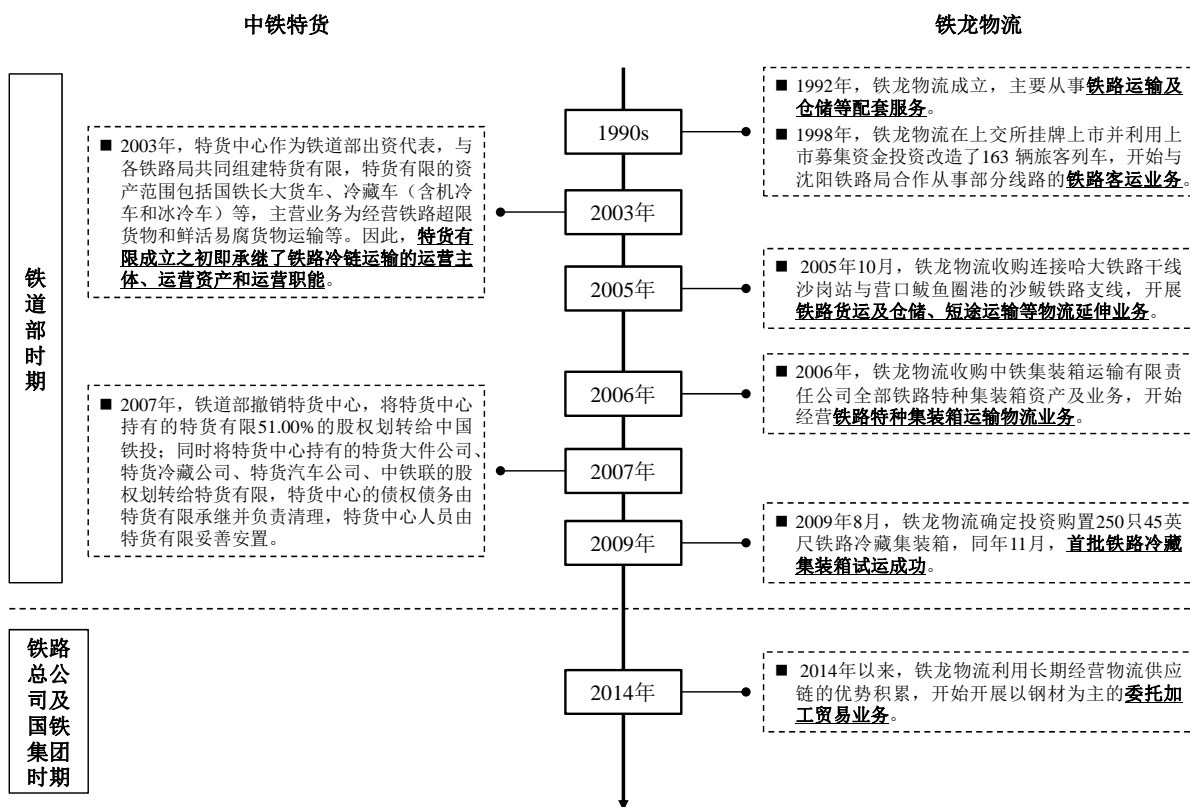 中铁特货
铁龙物流
铁道部时期
1990s
■ 1992年，铁龙物流成立，主要从事铁路运输及
仓储等配套服务。
■ 1998年，铁龙物流在上交所挂牌上市并利用上
市募集资金投资改造了163 辆旅客列车，开始与
沈阳铁路局合作从事部分线路的铁路客运业务。
■ 2003年，特货中心作为铁道部出资代表，与
各铁路局共同组建特货有限，特货有限的资
产范围包括国铁长大货车、冷藏车（含机冷
车和冰冷车）等，主营业务为经营铁路超限
货物和鲜活易腐货物运输等。因此，特货有
限成立之初即承继了铁路冷链运输的运营主
体、运营资产和运营职能。
2003年
2005年
■ 2005年10月，铁龙物流收购连接哈大铁路干线
沙岗站与营口鲅鱼圈港的沙鲅铁路支线，开展
铁路货运及仓储、短途运输等物流延伸业务。
2006年
■ 2006年，铁龙物流收购中铁集装箱运输有限责
任公司全部铁路特种集装箱资产及业务，开始
经营铁路特种集装箱运输物流业务。
■ 2007年，铁道部撤销特货中心，将特货中心
持有的特货有限51.00%的股权划转给中国
铁投；同时将特货中心持有的特货大件公司、
特货冷藏公司、特货汽车公司、中铁联的股
权划转给特货有限，特货中心的债权债务由
特货有限承继并负责清理，特货中心人员由
特货有限妥善安置。
2007年
2009年
■ 2009年8月，铁龙物流确定投资购置250只45英
尺铁路冷藏集装箱，同年11月，首批铁路冷藏
集装箱试运成功。
铁路
总公
司及
国铁
集团
时期
2014年
■ 2014年以来，铁龙物流利用长期经营物流供应
链的优势积累，开始开展以钢材为主的委托加
工贸易业务。